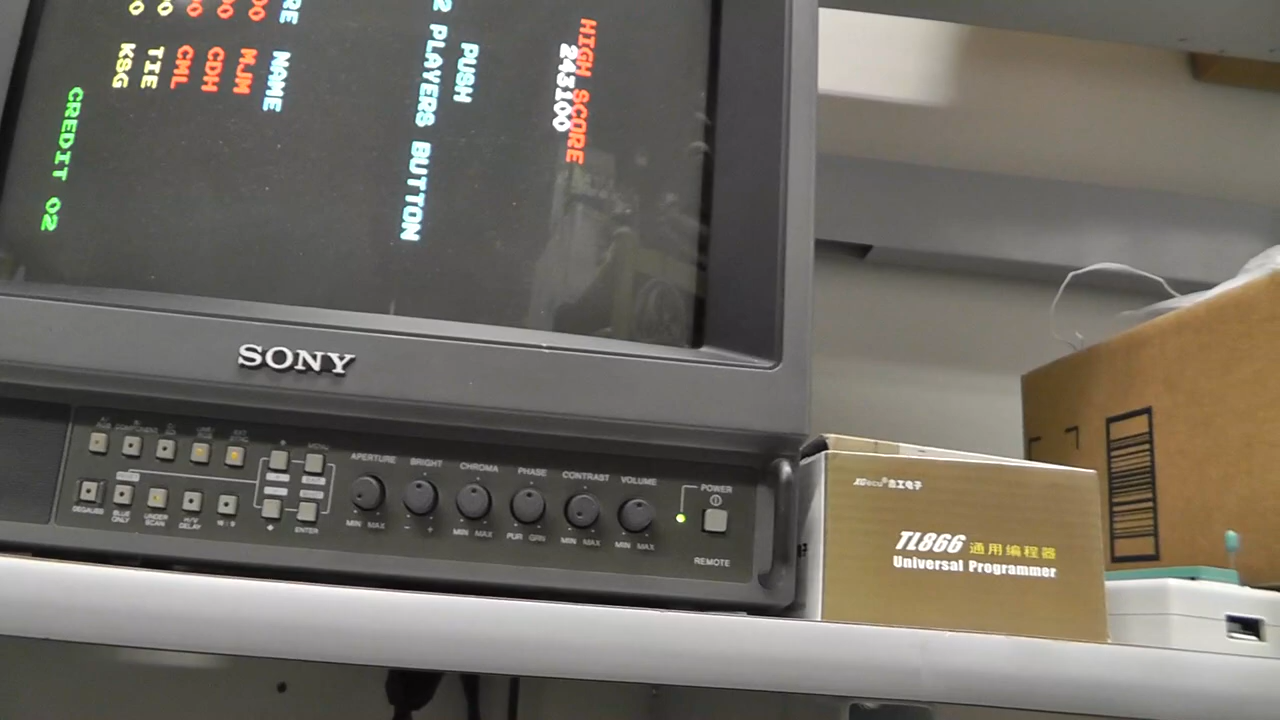 HIGH SCORE
243100
PUSH
2 PLAYERS BUTTON
NAME
MJM
CDH
CML
TIE
KSG
CREDIT 02
SONY
APERTURE
BRIGHT
CHROMA
PHASE
CONTRAST
VOLUME
POWER
MENU
MIN MAX
- +
MIN MAX
PUR GRN
MIN MAX
MIN MAX
DEGAUSS
BLUE ONLY
UNDER SCAN
H/V DELAY
16:9
ENTER
REMOTE
TL866 通用编程器
Universal Programmer